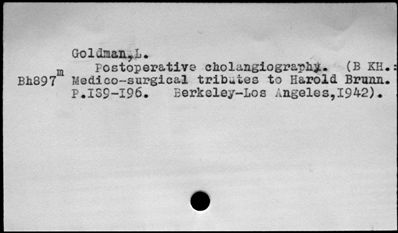 Goldman,L.
Postoperative cholangiography. (B KH.:
Bh897m Medico-surgical tributes to Harold Brunn.
P.189-196. Berkeley-Los Angeles,1942).